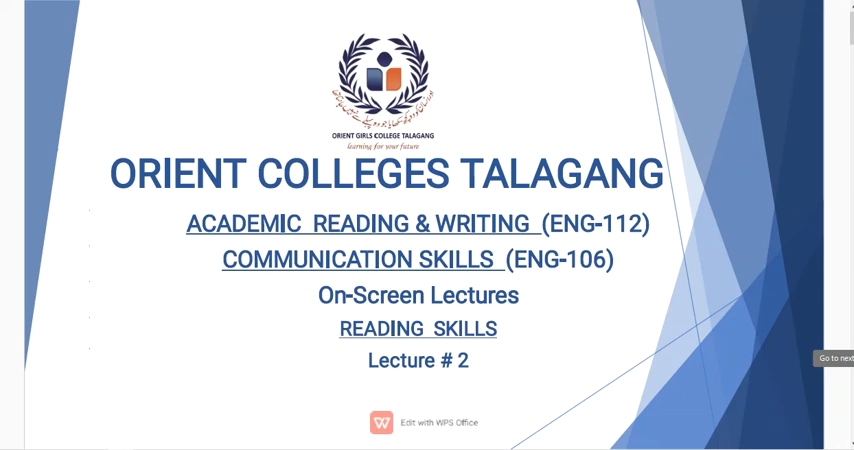 ORIENT GIRLS COLLEGE TALAGANG
learning for your future
ORIENT COLLEGES TALAGANG
ACADEMIC READING & WRITING (ENG-112)
COMMUNICATION SKILLS (ENG-106)
On-Screen Lectures
READING SKILLS
Lecture # 2
Go to next
Edit with WPS Office